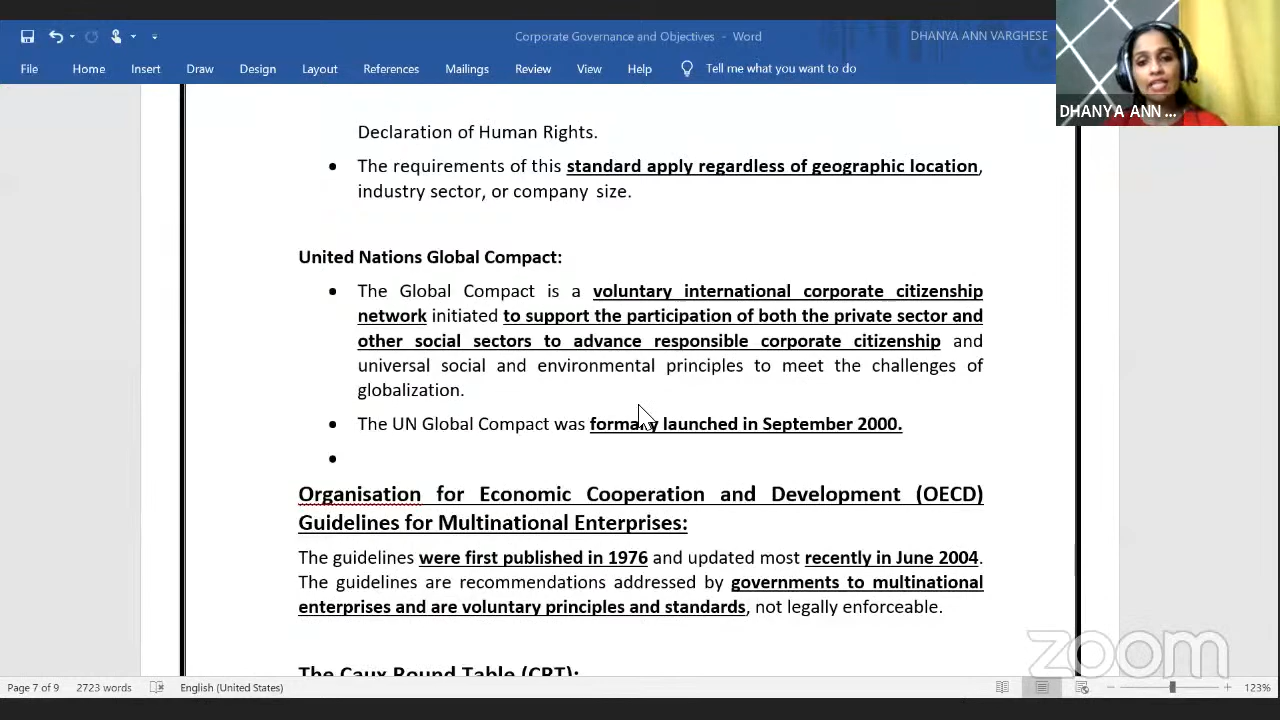 Corporate Governance and Objectives - Word
DHANYA ANN VARGHESE
File Home Insert Draw Design Layout References Mailings Review View Help Tell me what you want to do
DHANYA ANN ...
Declaration of Human Rights.
• The requirements of this standard apply regardless of geographic location,
industry sector, or company size.
United Nations Global Compact:
• The Global Compact is a voluntary international corporate citizenship
network initiated to support the participation of both the private sector and
other social sectors to advance responsible corporate citizenship and
universal social and environmental principles to meet the challenges of
globalization.
• The UN Global Compact was formally launched in September 2000.
•
Organisation for Economic Cooperation and Development (OECD)
Guidelines for Multinational Enterprises:
The guidelines were first published in 1976 and updated most recently in June 2004.
The guidelines are recommendations addressed by governments to multinational
enterprises and are voluntary principles and standards, not legally enforceable.
The Caux Round Table (CRT):
zoom
Page 7 of 9 2723 words English (United States) 123%